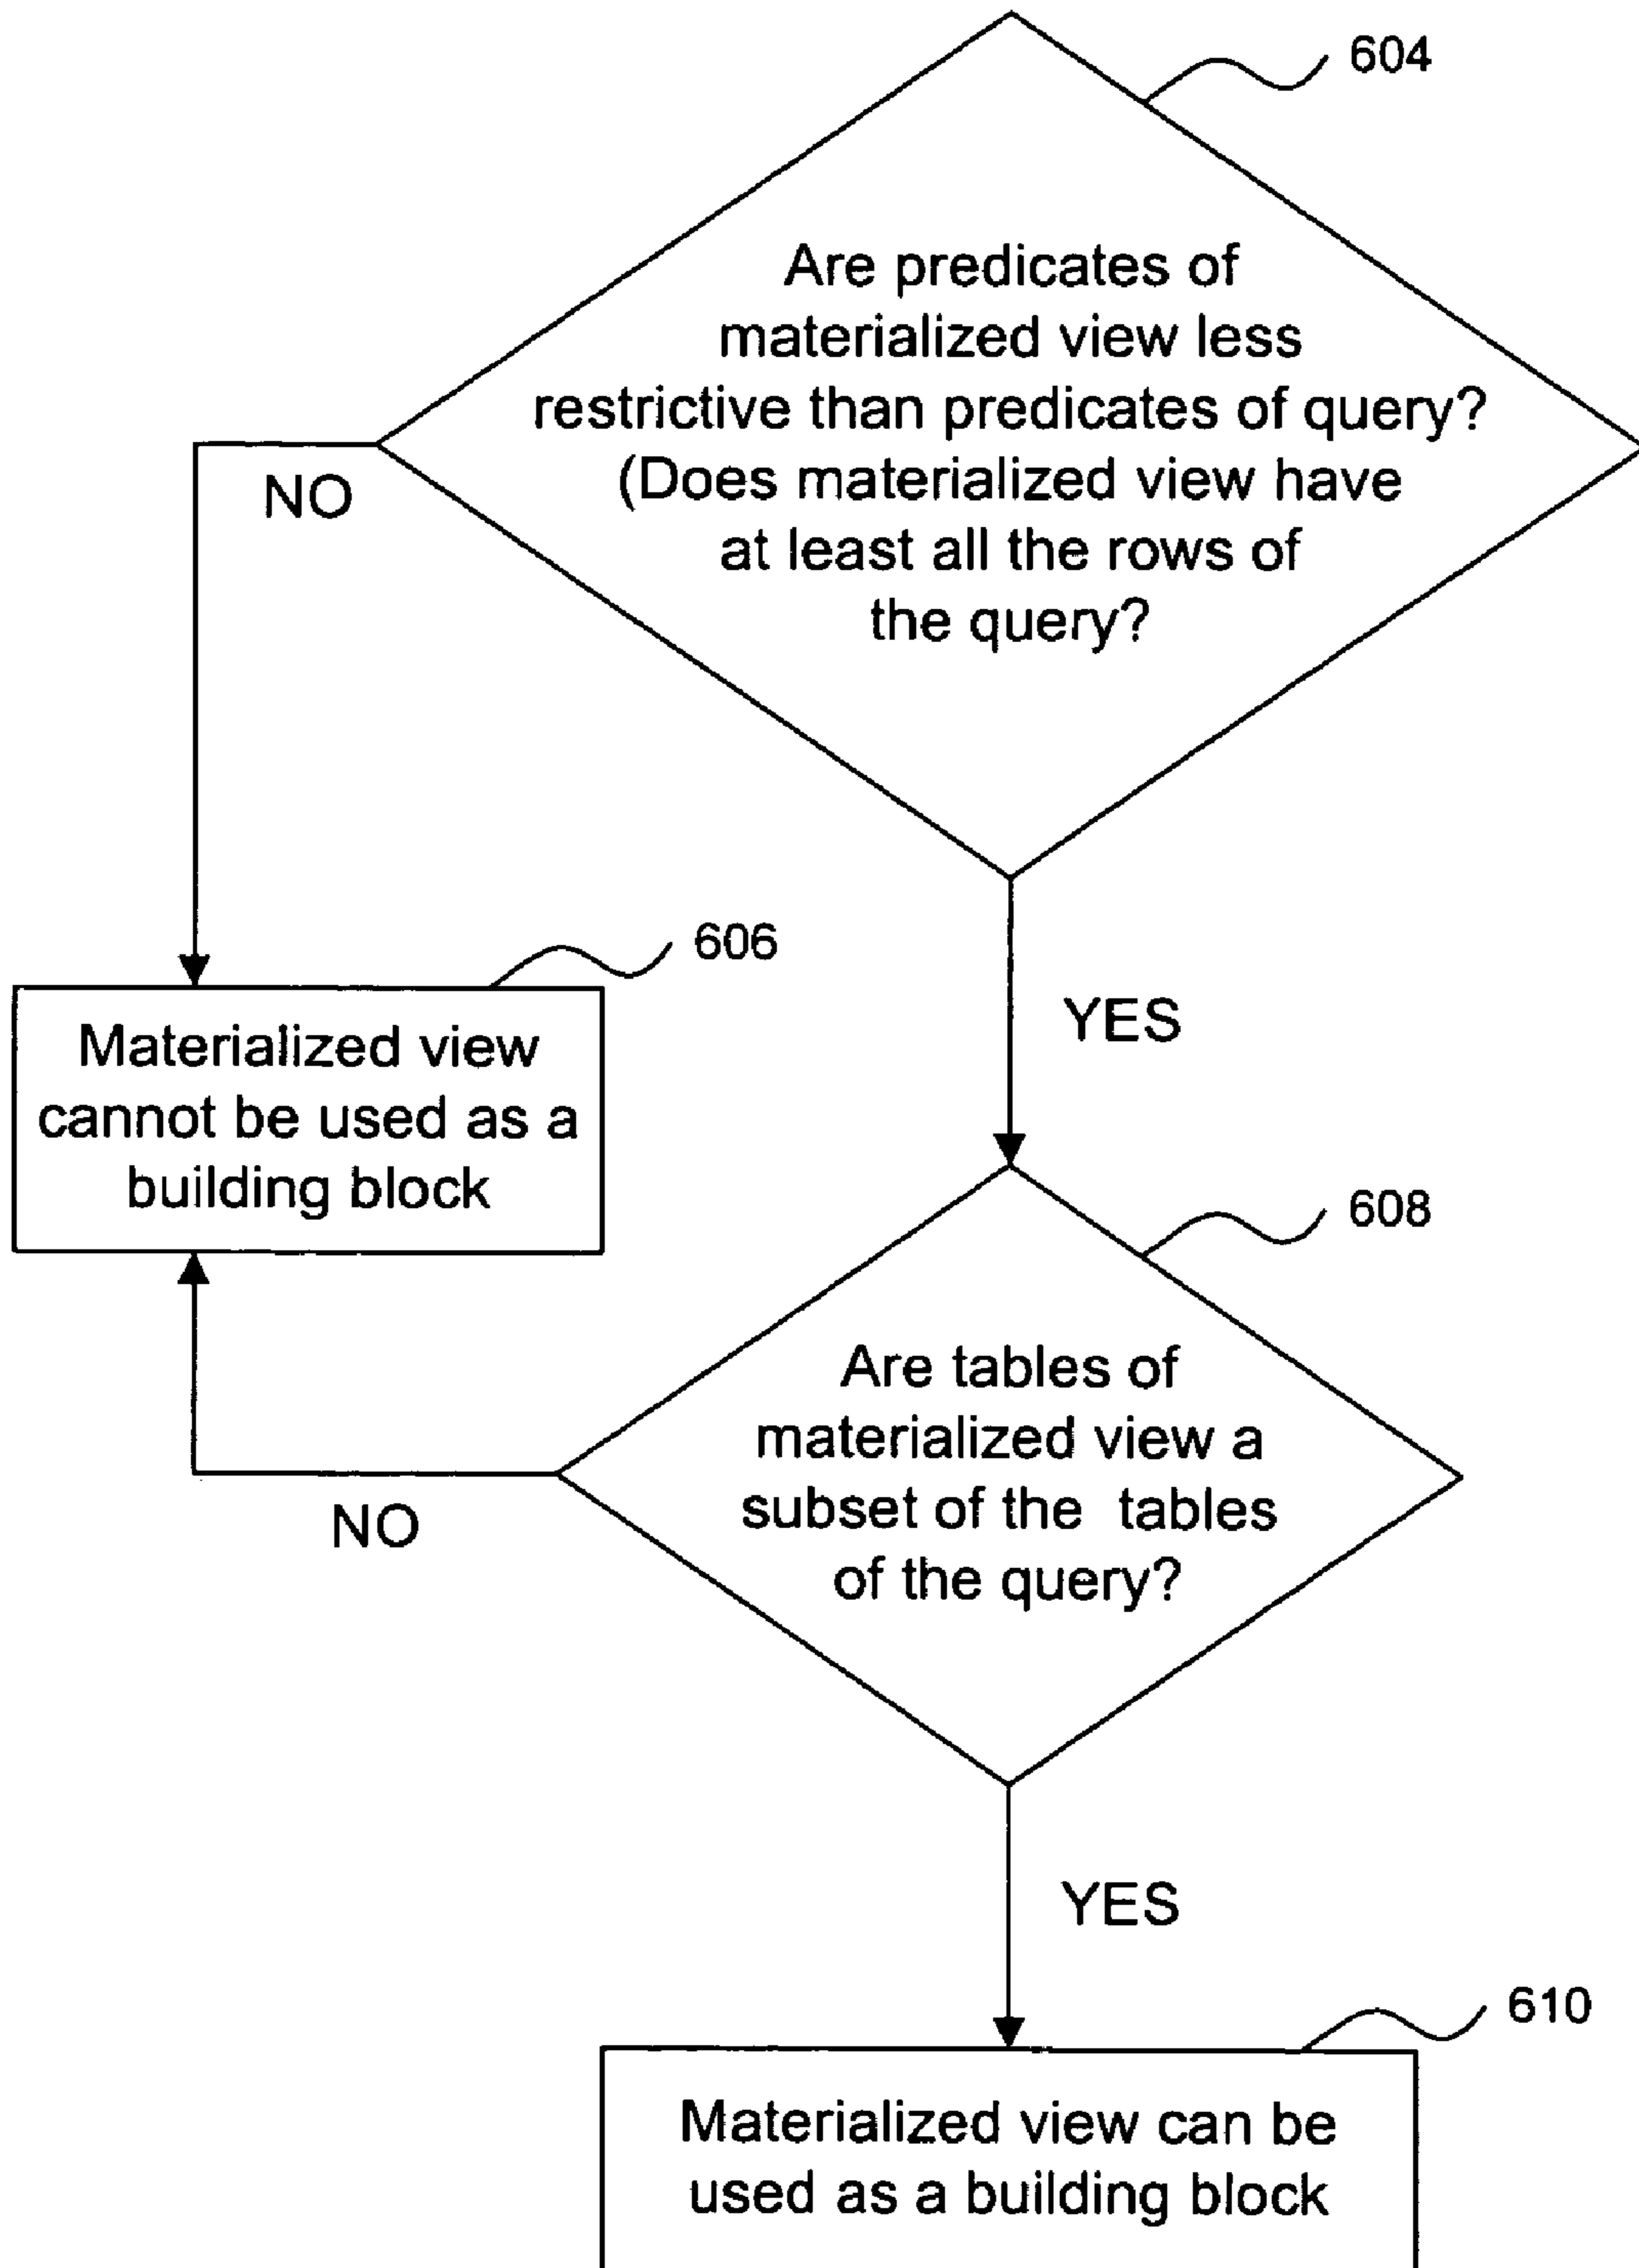 604
Are predicates of
materialized view less
restrictive than predicates of query?
(Does materialized view have
at least all the rows of
the query?
NO
606
YES
Materialized view
cannot be used as a
building block
608
Are tables of
materialized view a
subset of the tables
of the query?
NO
YES
610
Materialized view can be
used as a building block